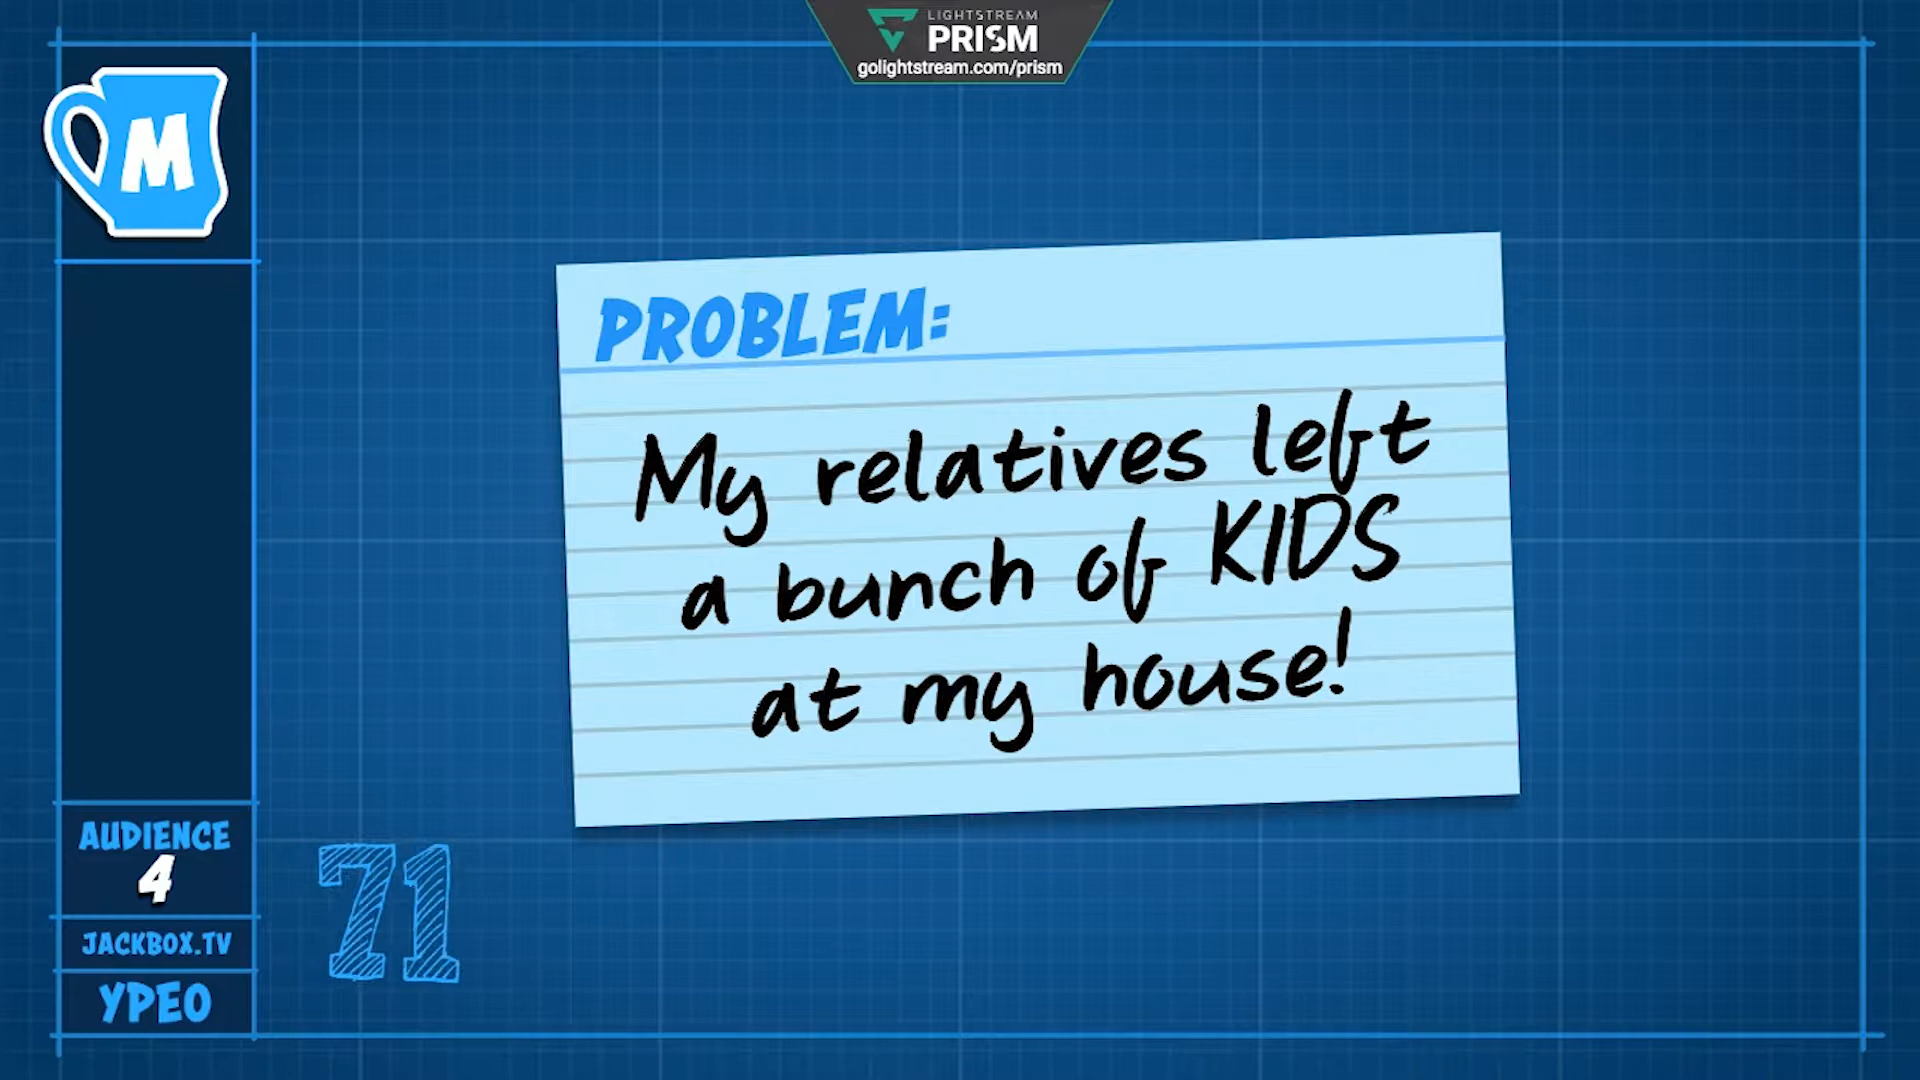 LIGHTSTREAM
PRISM
golightstream.com/prism
M
PROBLEM:
My relatives left
a bunch of KIDS
at my house!
AUDIENCE
4
JACKBOX.TV
YPEO
71